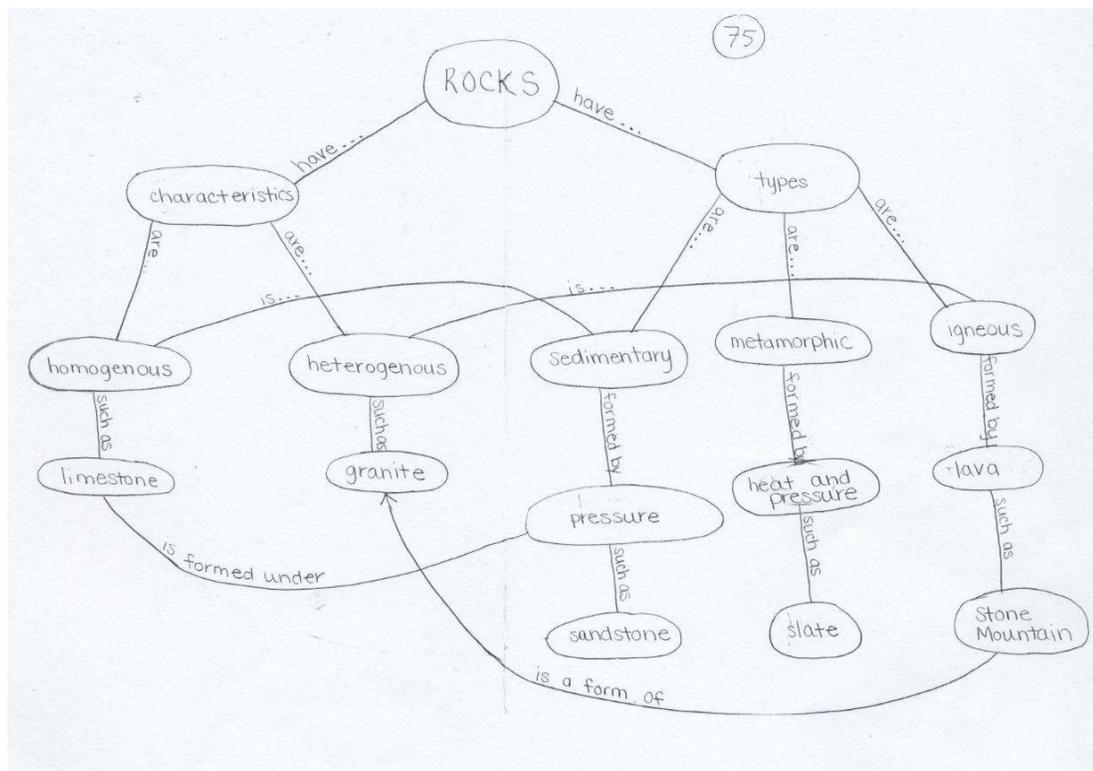 75
ROCKS
have...
have...
characteristics
types
are...
are...
are...
are...
are...
is...
is...
homogenous
heterogenous
sedimentary
metamorphic
igneous
such as
such as
formed by
formed by
formed by
limestone
granite
pressure
heat and
pressure
lava
is formed under
such as
such as
such as
sandstone
slate
Stone
Mountain
is a form of